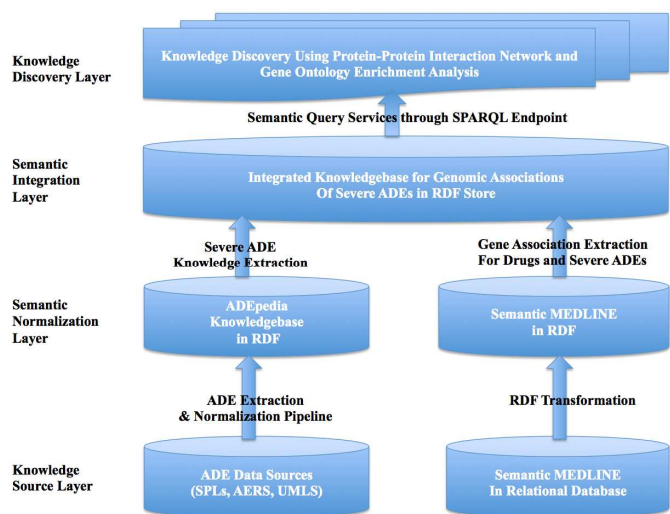 Knowledge
Discovery Layer
Knowledge Discovery Using Protein-Protein Interaction Network and
Gene Ontology Enrichment Analysis
Semantic Query Services through SPARQL Endpoint
Semantic
Integration
Layer
Integrated Knowledgebase for Genomic Associations
Of Severe ADEs in RDF Store
Severe ADE
Knowledge Extraction
Gene Association Extraction
For Drugs and Severe ADEs
Semantic
Normalization
Layer
ADEpedia
Knowledgebase
in RDF
Semantic MEDLINE
in RDF
ADE Extraction
& Normalization Pipeline
RDF Transformation
Knowledge
Source Layer
ADE Data Sources
(SPLs, AERS, UMLS)
Semantic MEDLINE
In Relational Database